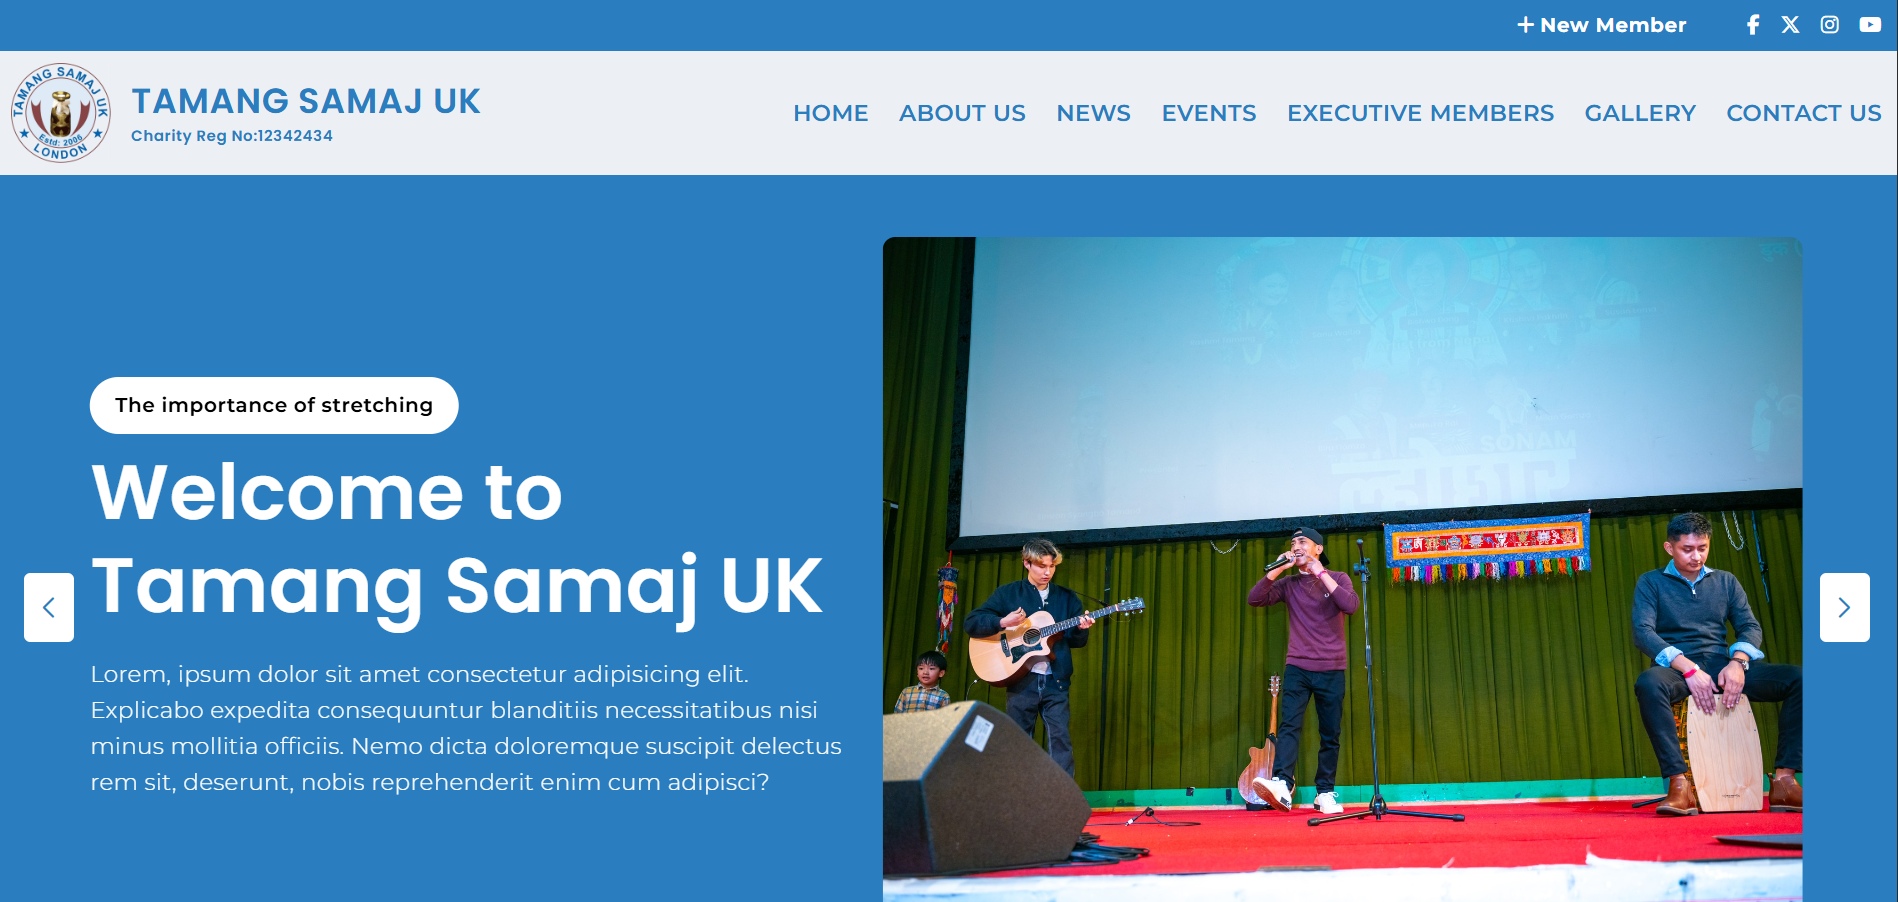 New Member
TAMANG SAMAJ UK
Estd: 2006
LONDON
TAMANG SAMAJ UK
Charity Reg No:12342434
HOME ABOUT US NEWS EVENTS EXECUTIVE MEMBERS GALLERY CONTACT US
The importance of stretching
Welcome to
Tamang Samaj UK
Lorem, ipsum dolor sit amet consectetur adipisicing elit.
Explicabo expedita consequuntur blanditiis necessitatibus nisi
minus mollitia officiis. Nemo dicta doloremque suscipit delectus
rem sit, deserunt, nobis reprehenderit enim cum adipisci?
SONAM
ल्होछार